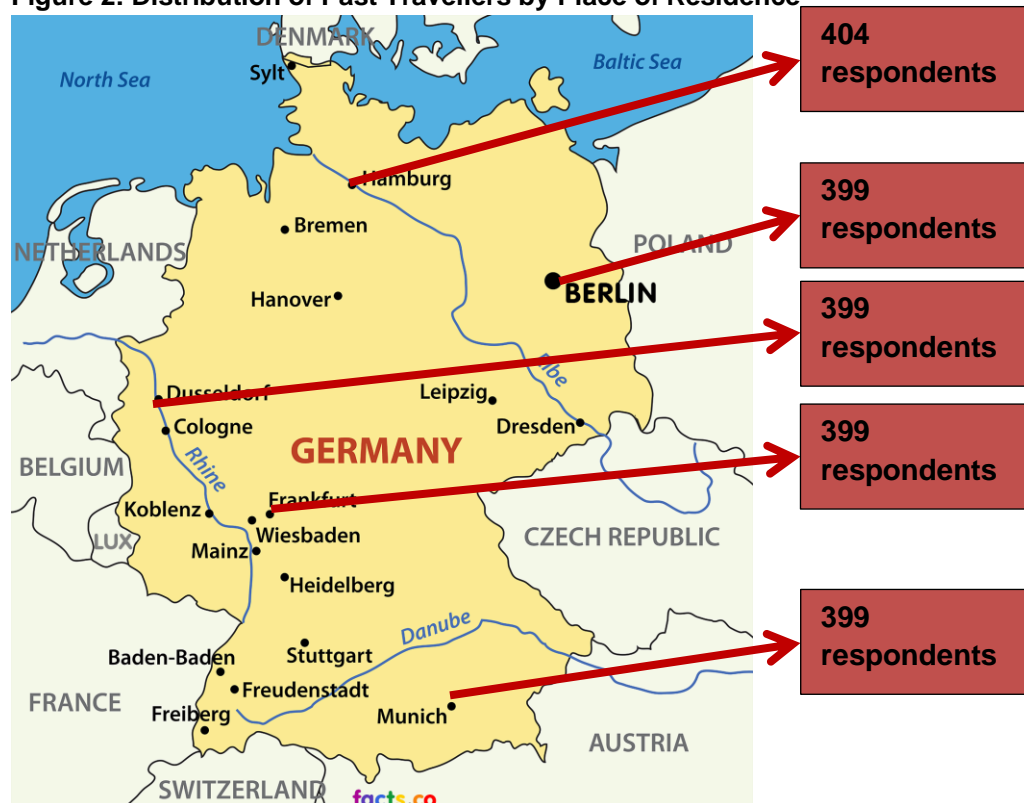 Figure 2: Distribution of Past Travellers by Place of Residence
DENMARK
North Sea
Sylt
Baltic Sea
404
respondents
Hamburg
Bremen
399
respondents
NETHERLANDS
POLAND
Hanover
BERLIN
399
respondents
Elbe
Dusseldorf
Leipzig
Cologne
Dresden
GERMANY
399
respondents
BELGIUM
Rhine
Frankfurt
Koblenz
LUX
Wiesbaden
CZECH REPUBLIC
Mainz
Heidelberg
399
respondents
Danube
Baden-Baden
Stuttgart
Freudenstadt
FRANCE
Freiberg
Munich
AUSTRIA
SWITZERLAND
facts.co